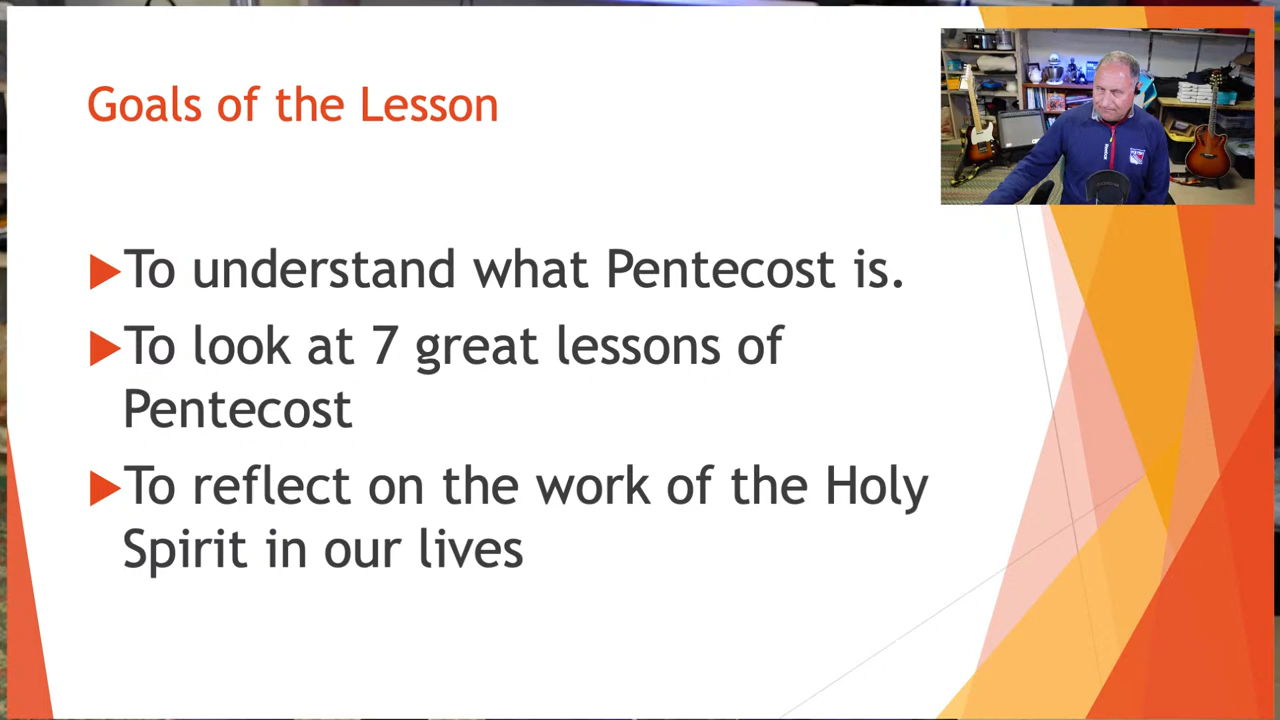 Goals of the Lesson
To understand what Pentecost is.
To look at 7 great lessons of
Pentecost
To reflect on the work of the Holy
Spirit in our lives